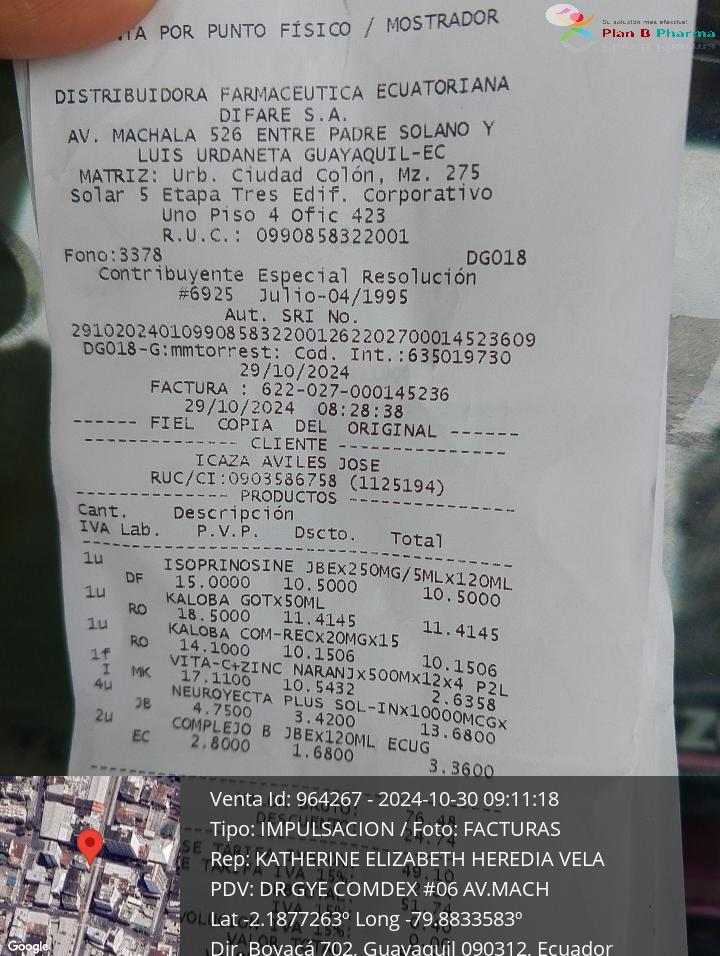 TA POR PUNTO FÍSICO / MOSTRADOR
Su solución más efectiva!
Plan B Pharma
DISTRIBUIDORA FARMACEUTICA ECUATORIANA
DIFARE S.A.
AV. MACHALA 526 ENTRE PADRE SOLANO Y
LUIS URDANETA GUAYAQUIL-EC
MATRIZ: Urb. Ciudad Colón, Mz. 275
Solar 5 Etapa Tres Edif. Corporativo
Uno Piso 4 Ofic 423
R.U.C.: 0990858322001
Fono:3378 DG018
Contribuyente Especial Resolución
#6925 Julio-04/1995
Aut. SRI No.
2910202401099085832200126220270001452​3609
DG018-G:mmtorrest: Cod. Int.:635019730
29/10/2024
FACTURA : 622-027-000145236
29/10/2024 08:28:38
------ FIEL COPIA DEL ORIGINAL ------
--------------- CLIENTE ---------------
ICAZA AVILES JOSE
RUC/CI:0903586758 (1125194)
-------------- PRODUCTOS ---------------
Cant. Descripción
IVA Lab. P.V.P. Dscto. Total
1u ISOPRINOSINE JBEx250MG/5MLx120ML
DF 15.0000 10.5000 10.5000
1u KALOBA GOTx50ML
RO 18.5000 11.4145 11.4145
1u KALOBA COM-RECx20MGx15
RO 14.1000 10.1506 10.1506
1f VITA-C+ZINC NARANJx500Mx12x4 P2L
I MK 17.1100 10.5432 2.6358
4u NEUROYECTA PLUS SOL-INx10000MCGx
JB 4.7500 3.4200 13.6800
2u COMPLEJO B JBEx120ML ECUG
EC 2.8000 1.6800 3.3600
Venta Id: 964267 - 2024-10-30 09:11:18
Tipo: IMPULSACION / Foto: FACTURAS
Rep: KATHERINE ELIZABETH HEREDIA VELA
PDV: DR GYE COMDEX #06 AV.MACH
Lat -2.1877263º Long -79.8833583º
Dir. Boyacá 702, Guayaquil 090312, Ecuador
Google